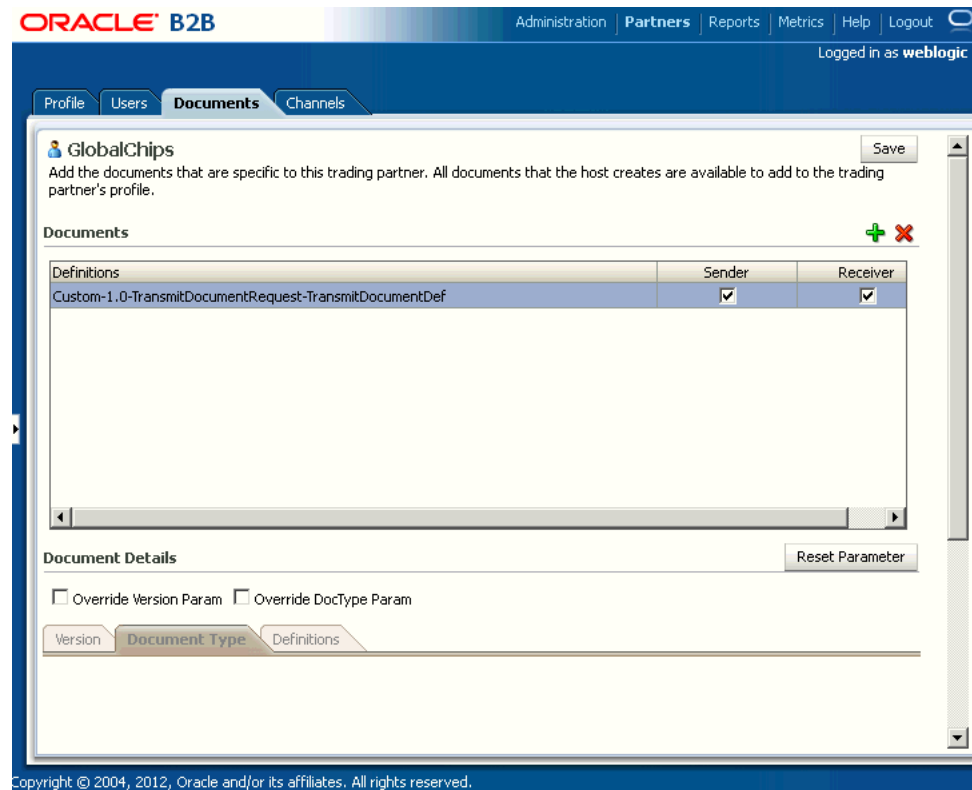 ORACLE B2B
Administration | Partners | Reports | Metrics | Help | Logout
Logged in as weblogic
Profile Users Documents Channels
GlobalChips Save
Add the documents that are specific to this trading partner. All documents that the host creates are available to add to the trading
partner's profile.
Documents
Definitions Sender Receiver
Custom-1.0-TransmitDocumentRequest-TransmitDocumentDef
Document Details Reset Parameter
Override Version Param Override DocType Param
Version Document Type Definitions
Copyright © 2004, 2012, Oracle and/or its affiliates. All rights reserved.